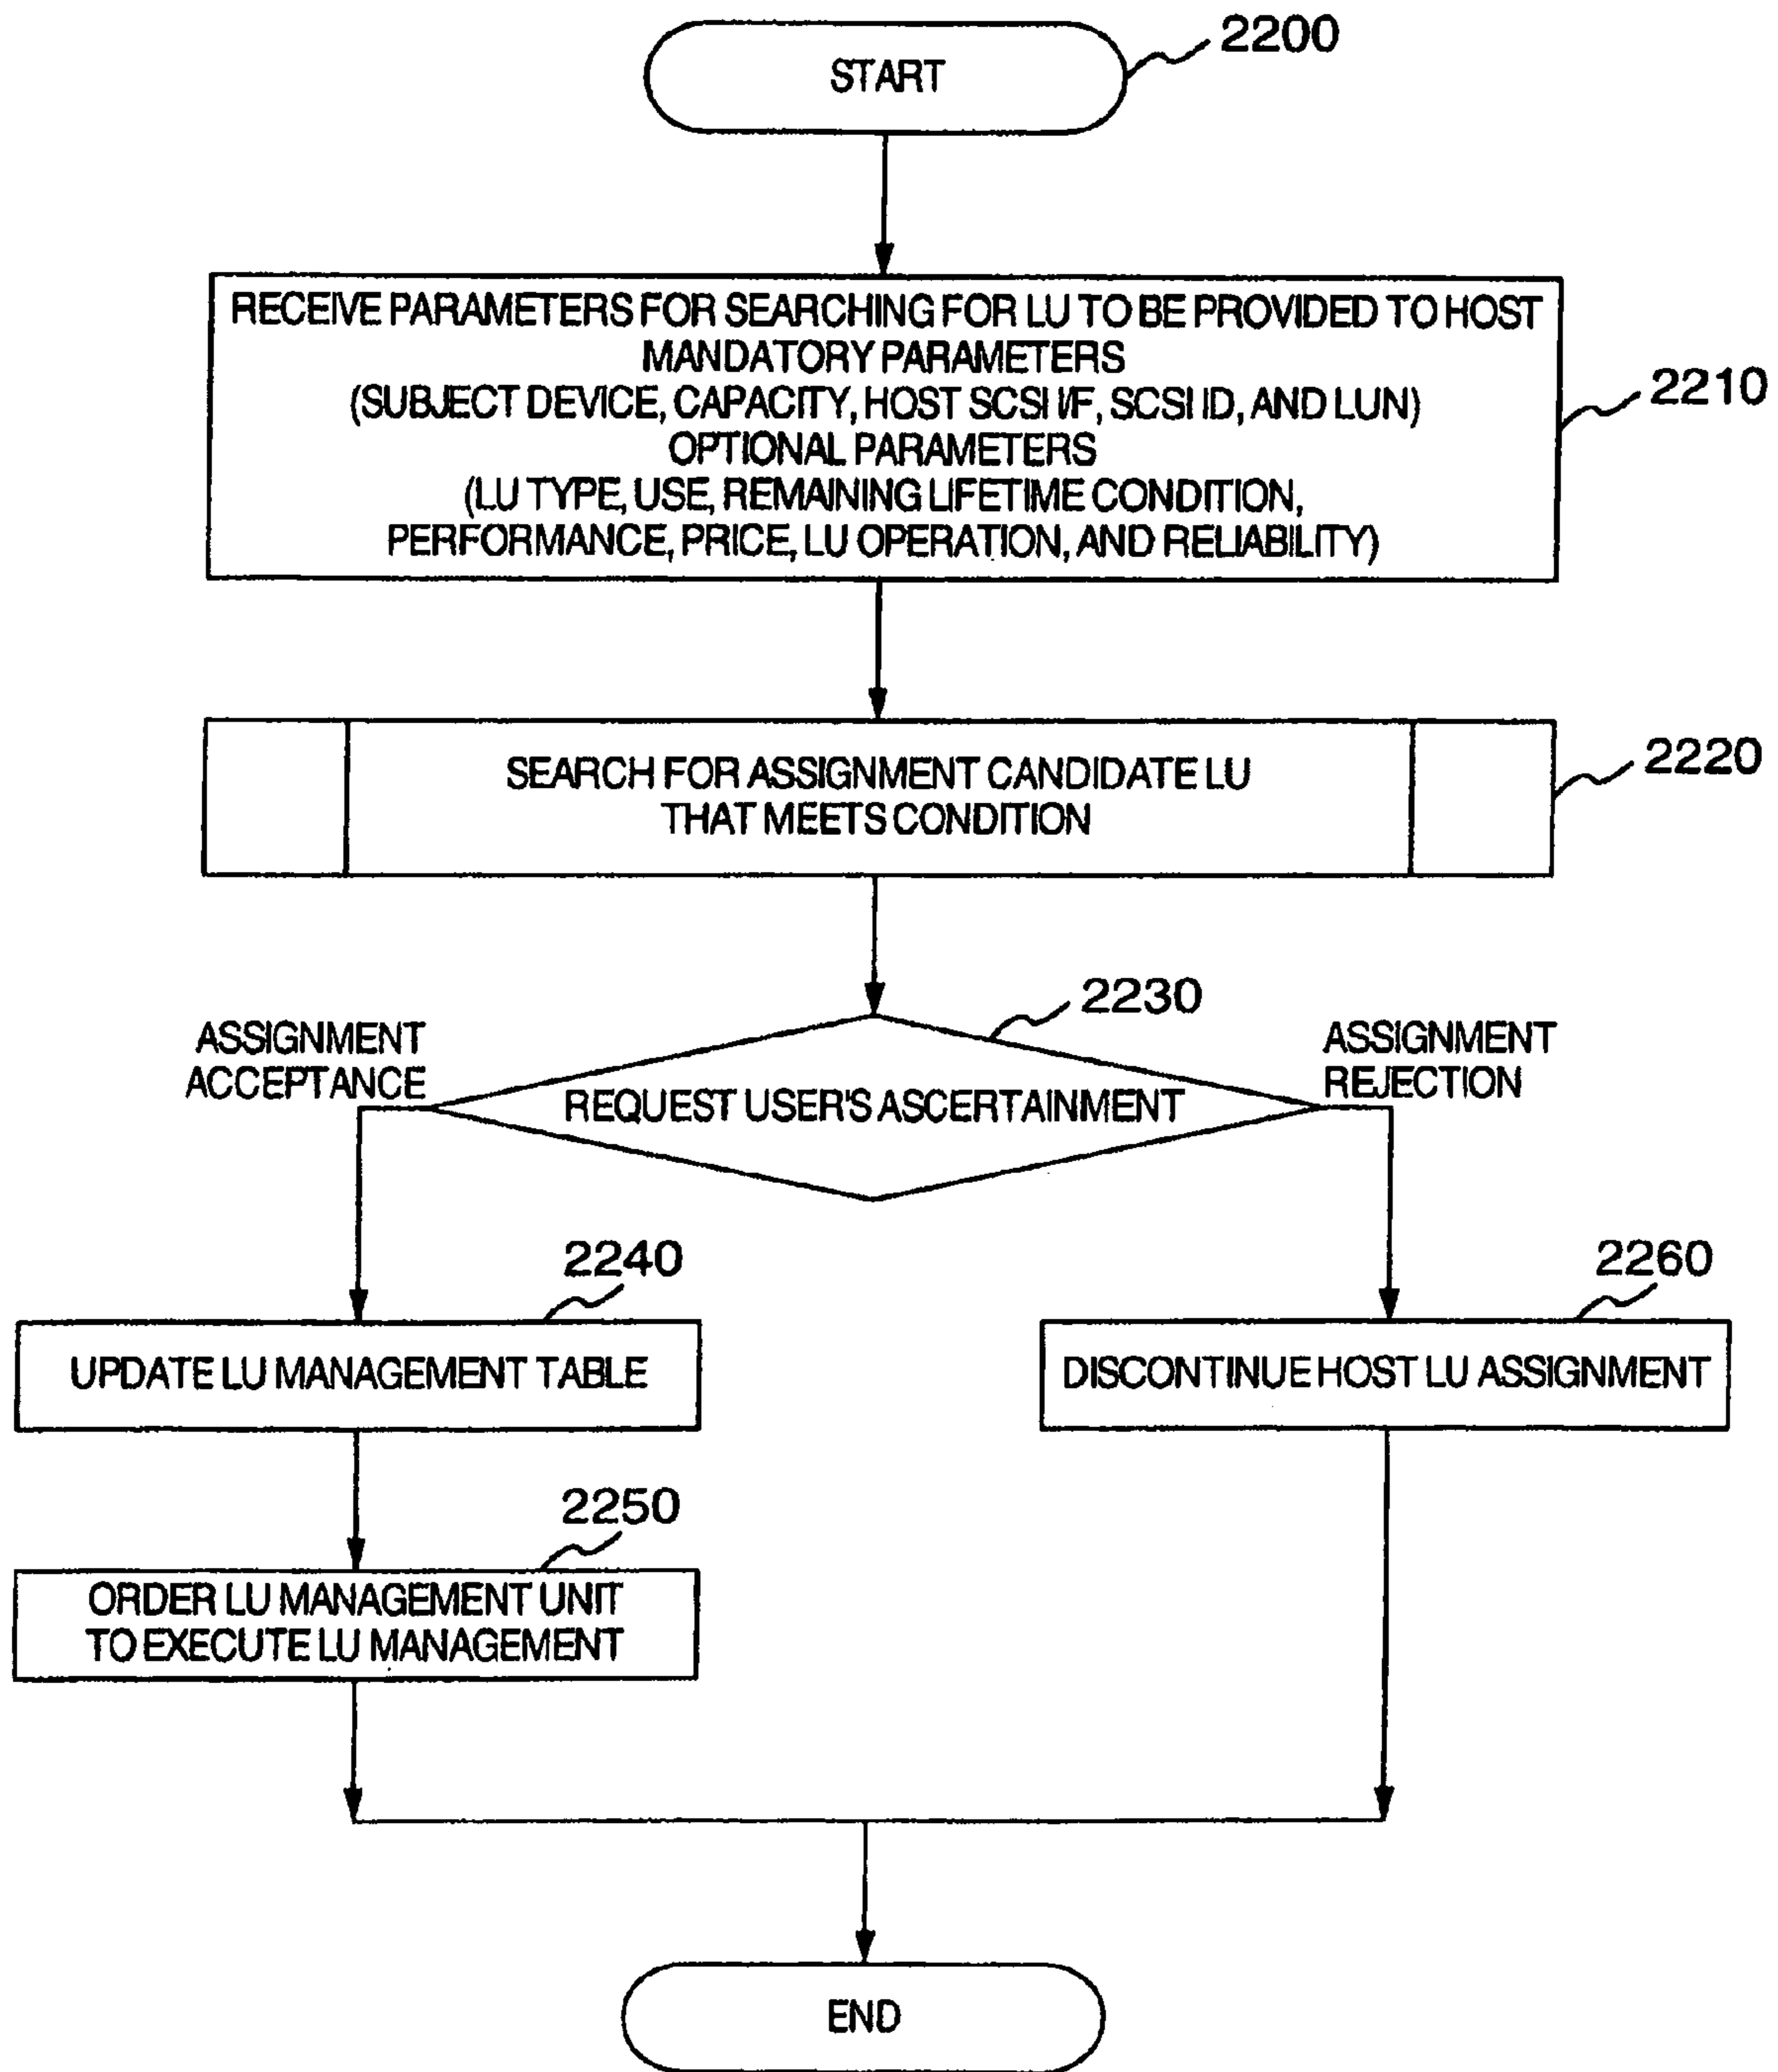 START
2200
RECEIVE PARAMETERS FOR SEARCHING FOR LU TO BE PROVIDED TO HOST
MANDATORY PARAMETERS
(SUBJECT DEVICE, CAPACITY, HOST SCSI I/F, SCSI ID, AND LUN)
OPTIONAL PARAMETERS
(LU TYPE, USE, REMAINING LIFETIME CONDITION,
PERFORMANCE, PRICE, LU OPERATION, AND RELIABILITY)
2210
SEARCH FOR ASSIGNMENT CANDIDATE LU
THAT MEETS CONDITION
2220
2230
ASSIGNMENT
ACCEPTANCE
REQUEST USER'S ASCERTAINMENT
ASSIGNMENT
REJECTION
2240
UPDATE LU MANAGEMENT TABLE
2260
DISCONTINUE HOST LU ASSIGNMENT
2250
ORDER LU MANAGEMENT UNIT
TO EXECUTE LU MANAGEMENT
END